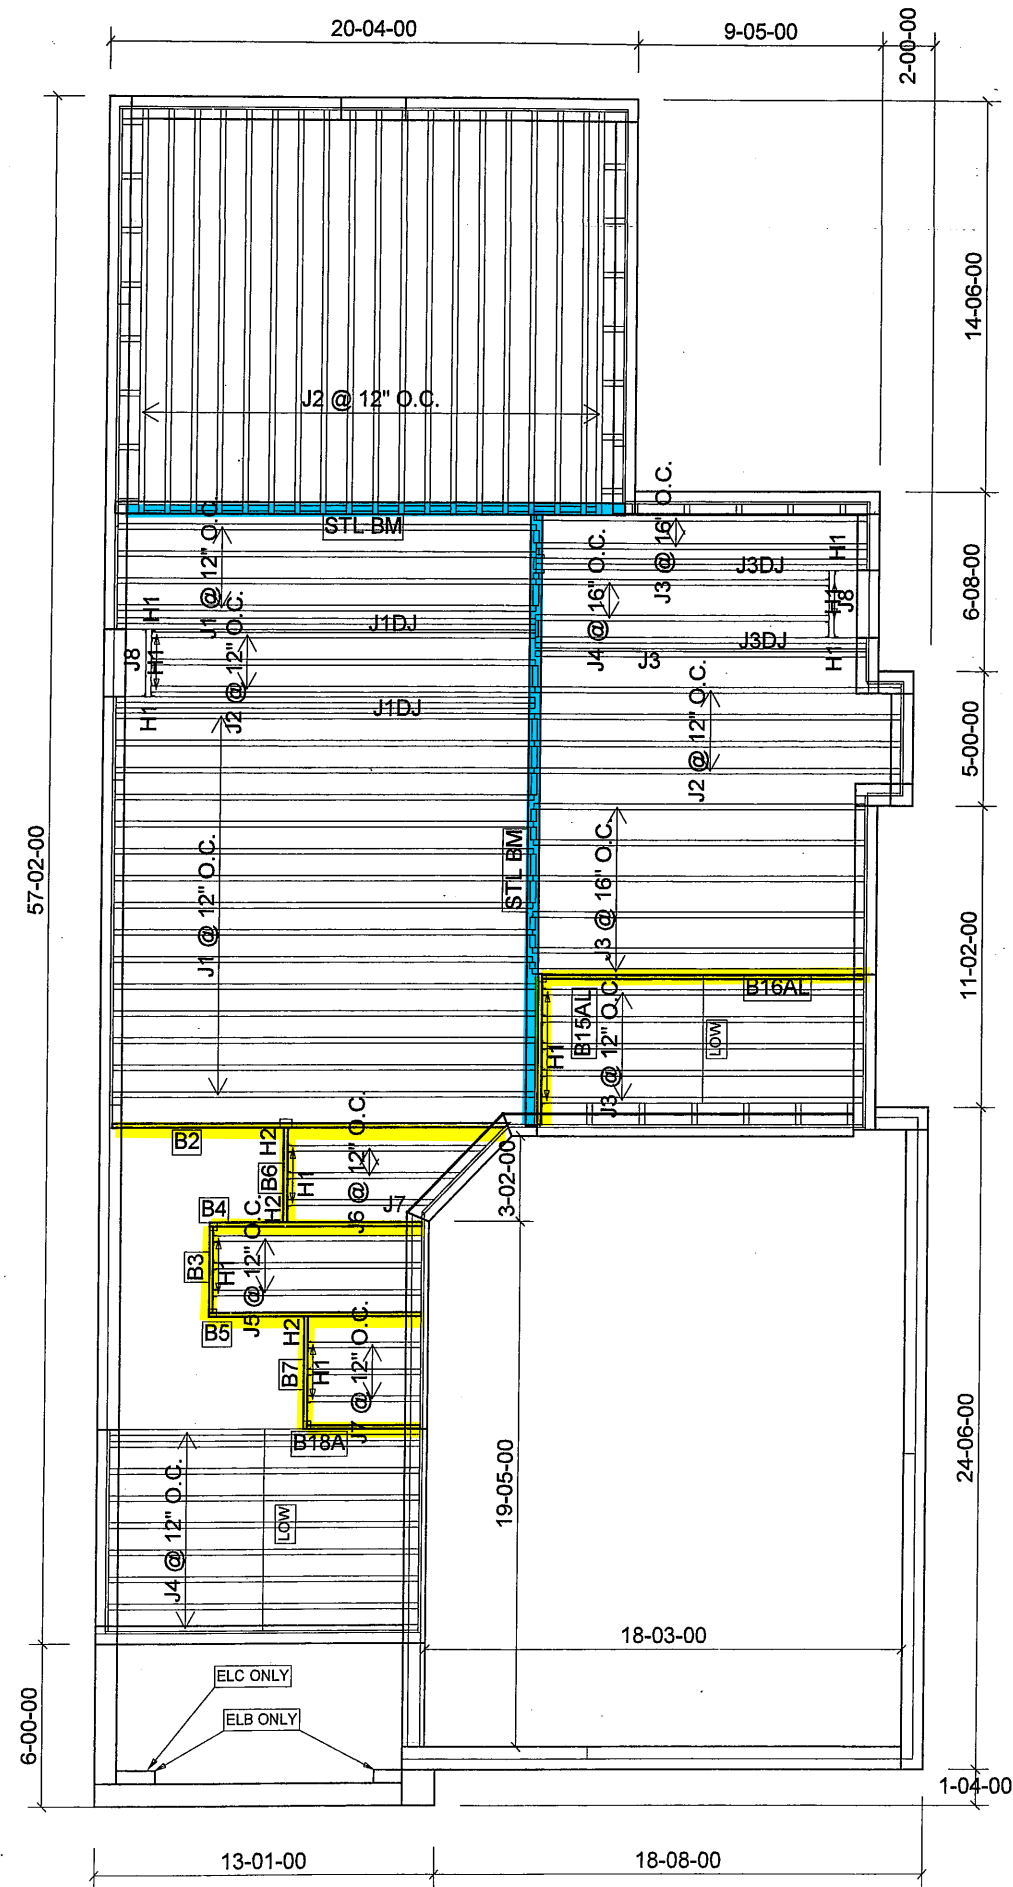 20-04-00
9-05-00
2-00-00
14-06-00
J2 @ 12" O.C.
STL BM
J1 @ 12" O.C.
J3 @ 16" O.C.
J4 @ 16" O.C.
J3DJ
H1
H1
J8
6-08-00
H1
J1DJ
J8
H1
J2 @ 12" O.C.
J3DJ
J3
H1
H1
J1DJ
J2 @ 12" O.C.
5-00-00
57-02-00
J1 @ 12" O.C.
STL BM
J3 @ 16" O.C.
11-02-00
B16AL
B15AL
H1
J3 @ 12" O.C.
LOW
B2
H2
B6
H1
H2
J6 @ 12" O.C.
J7
3-02-00
B4
B3
H1
J5 @ 12" O.C.
B5
H2
B7
H1
J7 @ 12" O.C.
B18A
24-06-00
19-05-00
J4 @ 12" O.C.
LOW
18-03-00
ELC ONLY
ELB ONLY
6-00-00
1-04-00
13-01-00
18-08-00